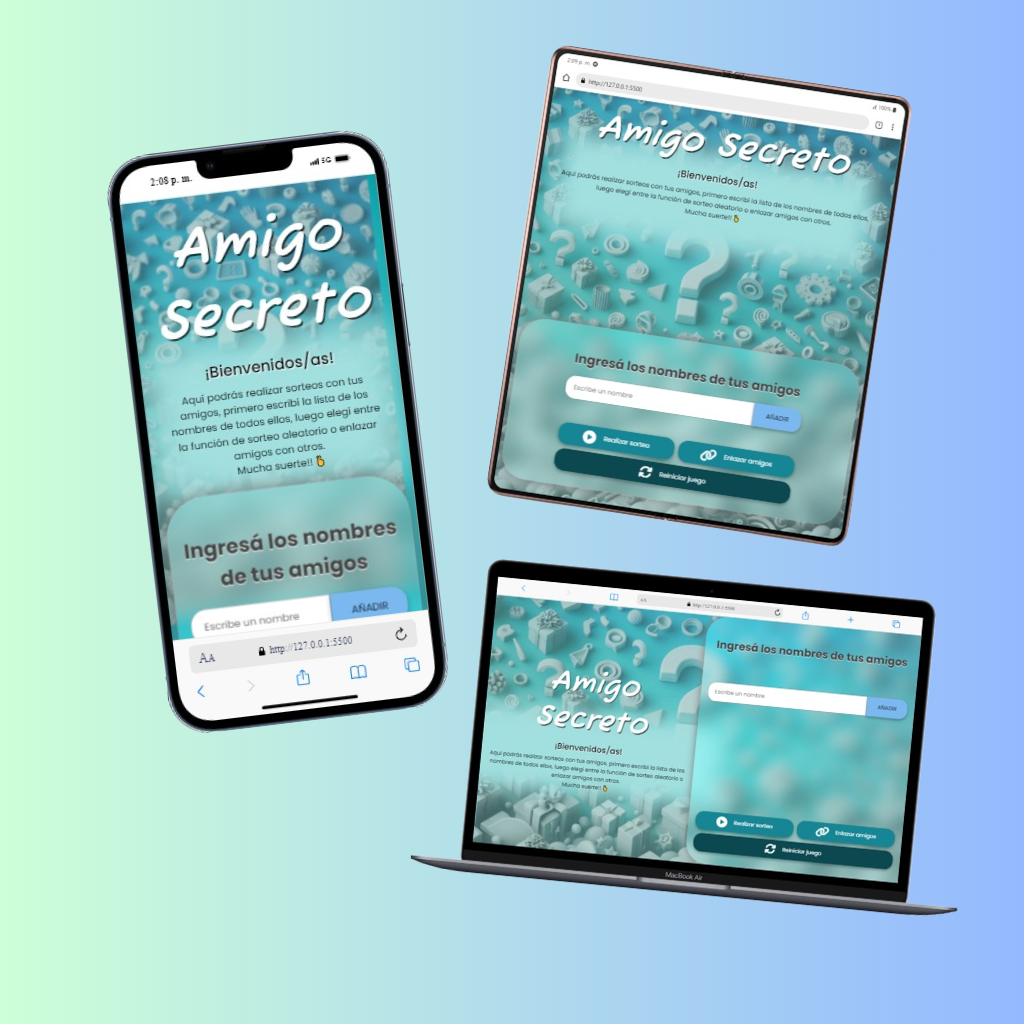 2:08 p. m.
5G
Amigo
Secreto
¡Bienvenidos/as!
Aquí podrás realizar sorteos con tus
amigos, primero escribí la lista de los
nombres de todos ellos, luego elegí entre
la función de sorteo aleatorio o enlazar
amigos con otros.
Mucha suerte!!
Ingresá los nombres
de tus amigos
Escribe un nombre
AÑADIR
AA
http://127.0.0.1:5500
2:09 p. m.
100%
http://127.0.0.1:5500
Amigo Secreto
¡Bienvenidos/as!
Aquí podrás realizar sorteos con tus amigos, primero escribí la lista de los nombres de todos ellos,
luego elegí entre la función de sorteo aleatorio o enlazar amigos con otros.
Mucha suerte!!
Ingresá los nombres de tus amigos
Escribe un nombre
AÑADIR
Realizar sorteo
Enlazar amigos
Reiniciar juego
AA
http://127.0.0.1:5500
Amigo
Secreto
¡Bienvenidos/as!
Aquí podrás realizar sorteos con tus amigos, primero escribí la lista de los
nombres de todos ellos, luego elegí entre la función de sorteo aleatorio o
enlazar amigos con otros.
Mucha suerte!!
Ingresá los nombres de tus amigos
Escribe un nombre
AÑADIR
Realizar sorteo
Enlazar amigos
Reiniciar juego
MacBook Air